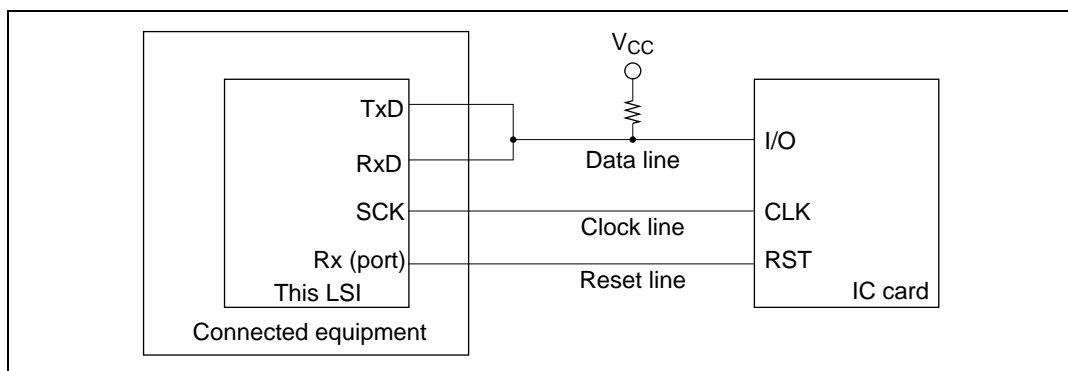 VCC
TxD
I/O
RxD
Data line
SCK
CLK
Clock line
Rx (port)
RST
Reset line
This LSI
IC card
Connected equipment